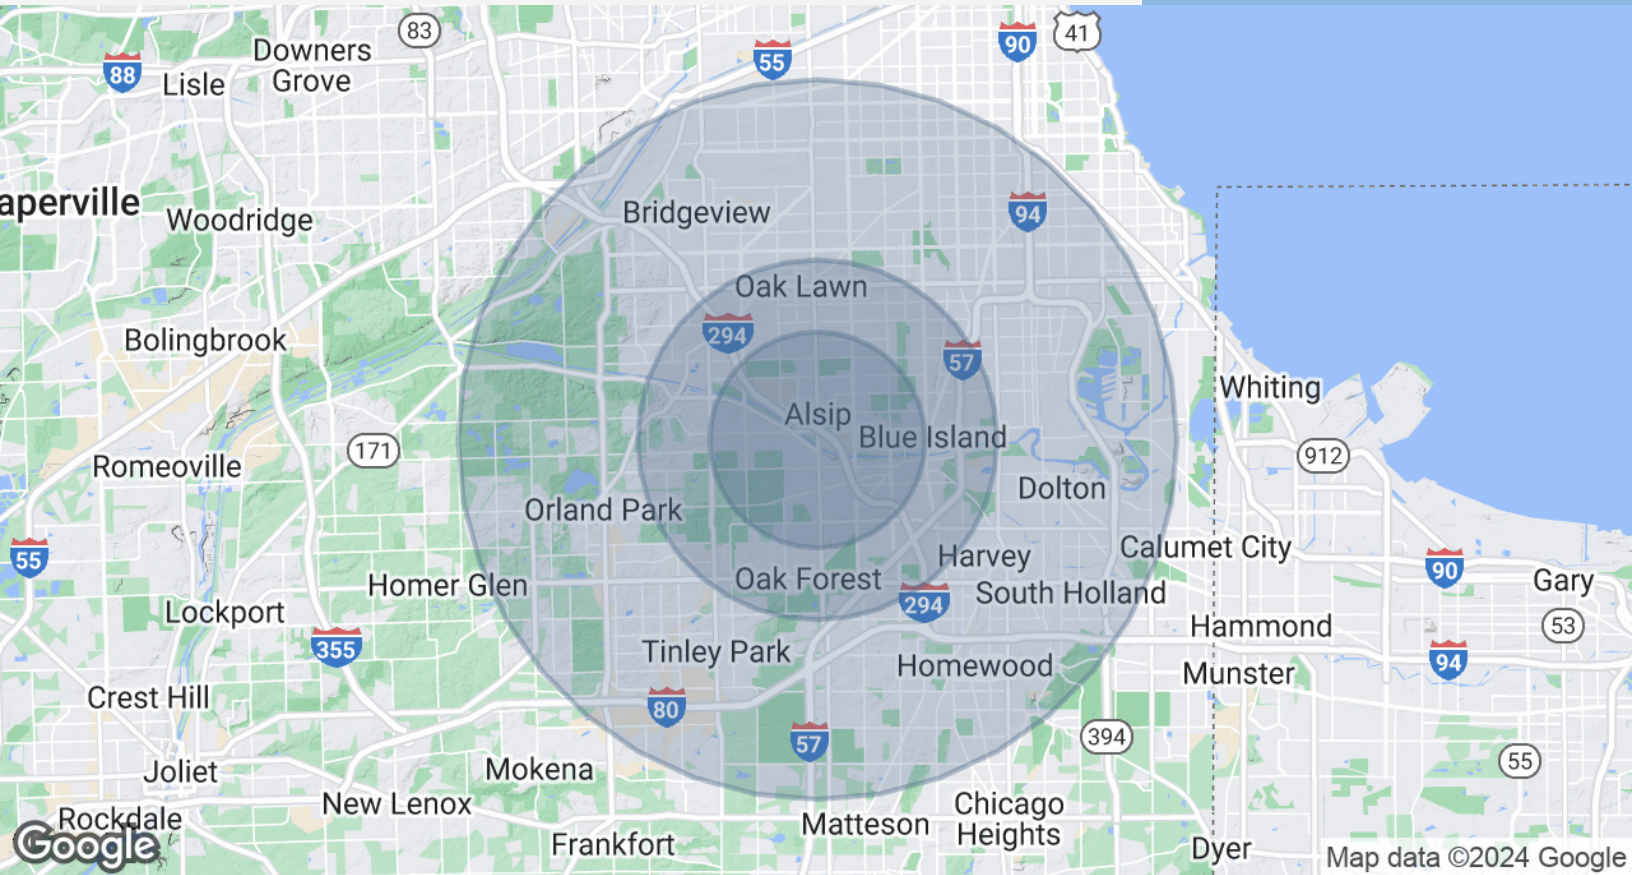 83
41
Downers
Grove
55
90
88
Lisle
aperville
Woodridge
Bridgeview
94
Oak Lawn
294
57
Bolingbrook
Whiting
Alsip
Blue Island
171
912
Romeoville
Dolton
Orland Park
55
Calumet City
Harvey
90
Gary
Oak Forest
Homer Glen
South Holland
294
Lockport
Hammond
53
355
Tinley Park
Homewood
94
Munster
Crest Hill
80
57
394
55
Joliet
Mokena
New Lenox
Chicago
Heights
Rockdale
Matteson
Frankfort
Dyer
Google
Map data ©2024 Google